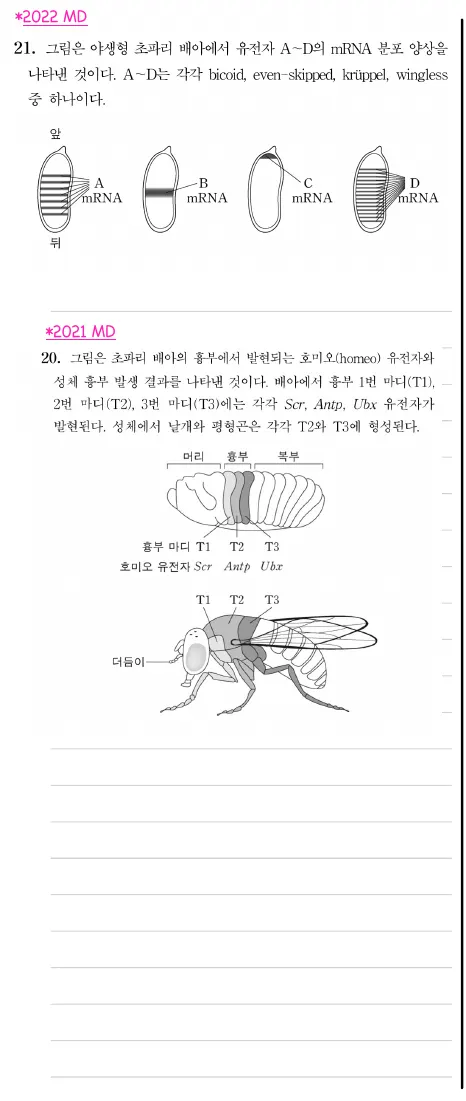 *2022 MD
21. 그림은 야생형 초파리 배아에서 유전자 A~D의 mRNA 분포 양상을
나타낸 것이다. A~D는 각각 bicoid, even-skipped, krüppel, wingless
중 하나이다.
앞
A
mRNA
B
mRNA
C
mRNA
D
mRNA
뒤
*2021 MD
20. 그림은 초파리 배아의 흉부에서 발현되는 호미오(homeo) 유전자와
성체 흉부 발생 결과를 나타낸 것이다. 배아에서 흉부 1번 마디(T1),
2번 마디(T2), 3번 마디(T3)에는 각각 Scr, Antp, Ubx 유전자가
발현된다. 성체에서 날개와 평형곤은 각각 T2와 T3에 형성된다.
머리 흉부 복부
흉부 마디 T1 T2 T3
호미오 유전자 Scr Antp Ubx
T1 T2 T3
더듬이